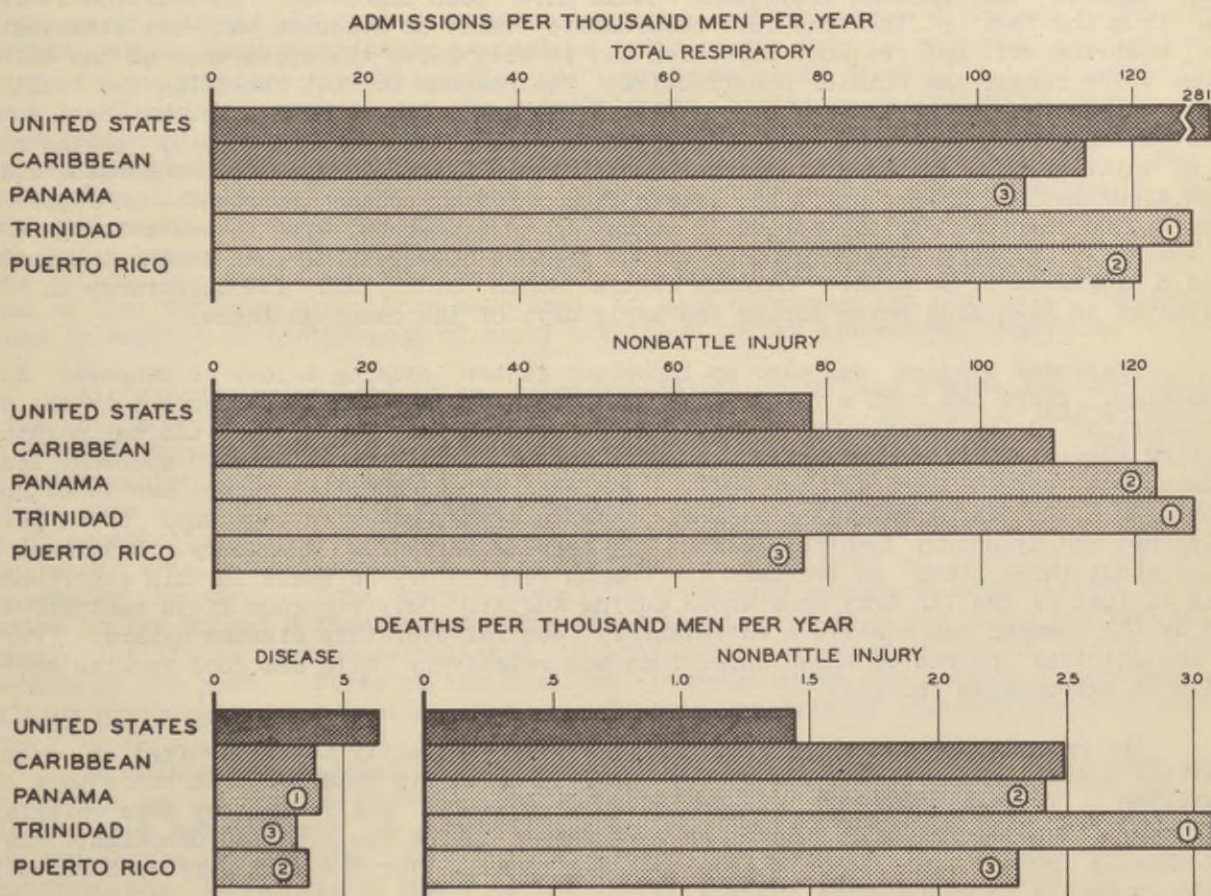 ADMISSIONS PER THOUSAND MEN PER YEAR
TOTAL RESPIRATORY
0 20 40 60 80 100 120
281
UNITED STATES
CARIBBEAN
PANAMA 3
TRINIDAD 1
PUERTO RICO 2
NONBATTLE INJURY
0 20 40 60 80 100 120
UNITED STATES
CARIBBEAN
PANAMA 2
TRINIDAD 1
PUERTO RICO 3
DEATHS PER THOUSAND MEN PER YEAR
DISEASE NONBATTLE INJURY
0 .5 0 .5 1.0 1.5 2.0 2.5 3.0
UNITED STATES
CARIBBEAN
PANAMA 1 2
TRINIDAD 3 1
PUERTO RICO 2 3